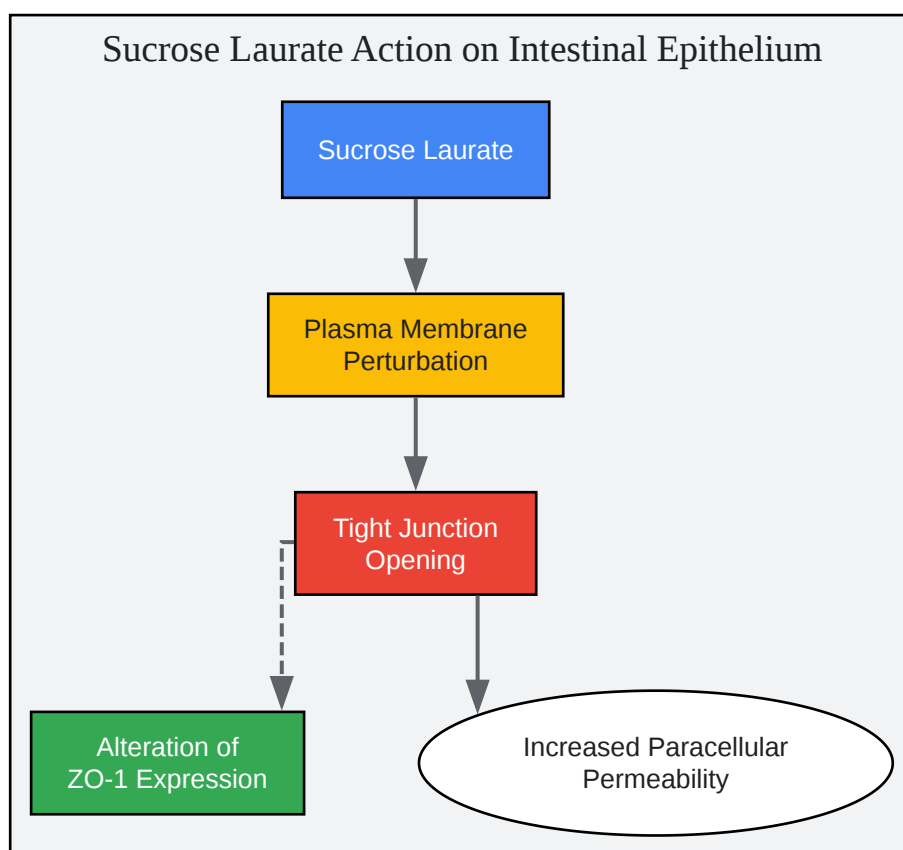 Sucrose Laurate Action on Intestinal Epithelium
Sucrose Laurate
Plasma Membrane
Perturbation
Tight Junction
Opening
Alteration of
ZO-1 Expression
Increased Paracellular
Permeability